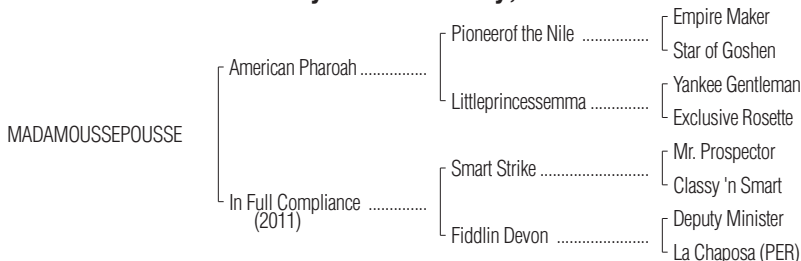 Empire Maker
Pioneerof the Nile ................
Star of Goshen
American Pharoah ................
Yankee Gentleman
Littleprincessemma ..............
Exclusive Rosette
MADAMOUSSEPOUSSE
Mr. Prospector
Smart Strike ..........................
Classy 'n Smart
In Full Compliance ..............
(2011)
Deputy Minister
Fiddlin Devon ......................
La Chaposa (PER)